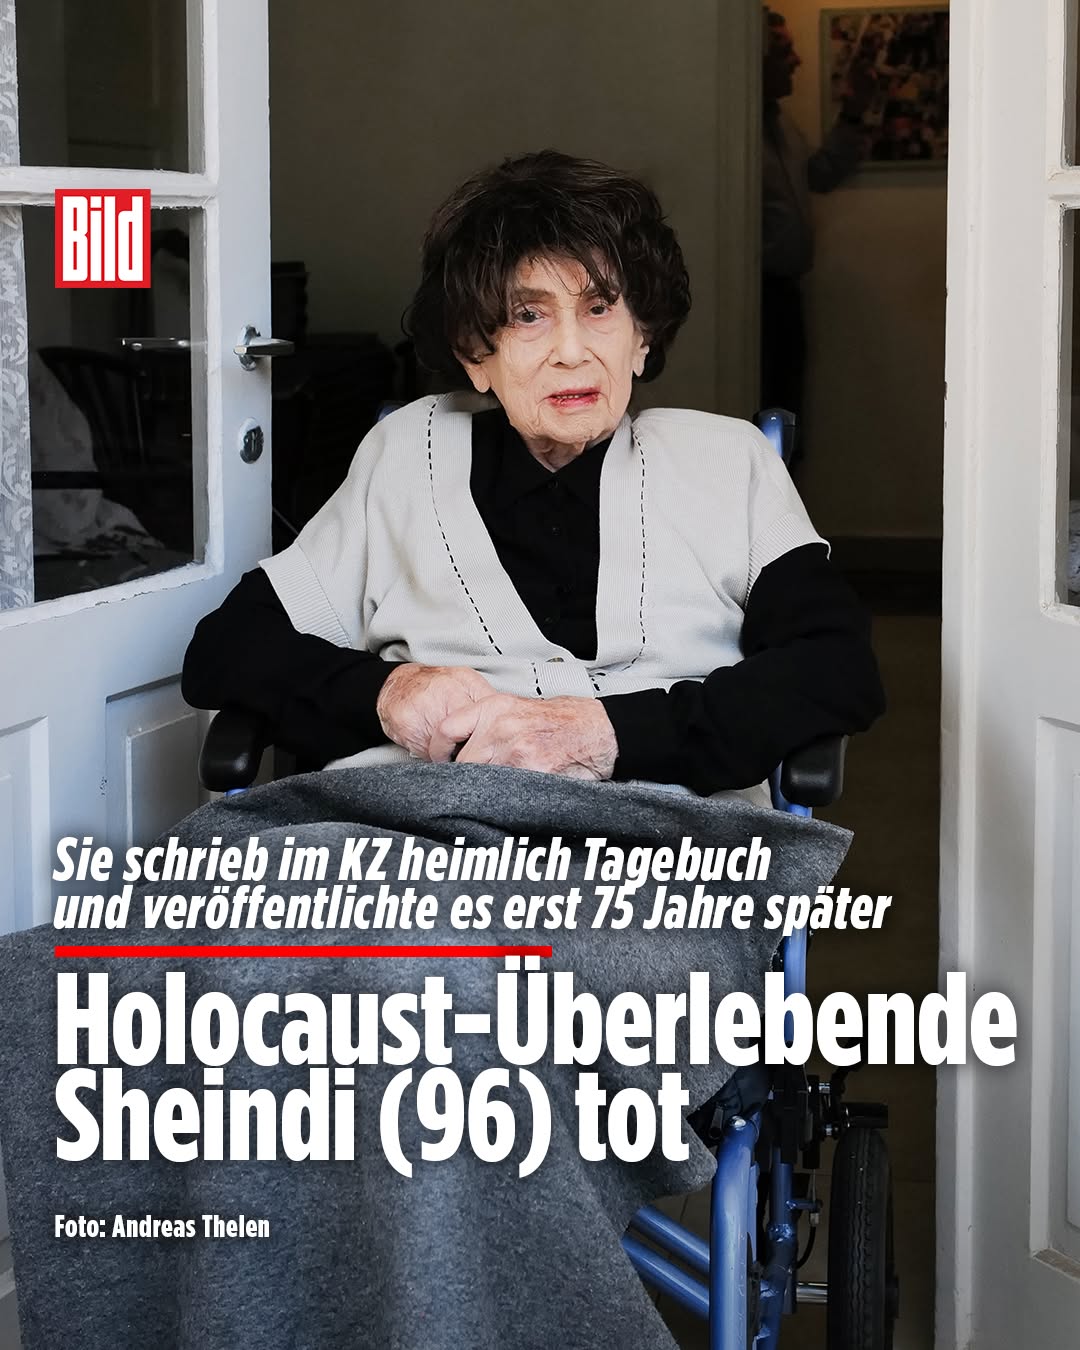 Bild
Sie schrieb im KZ heimlich Tagebuch
und veröffentlichte es erst 75 Jahre später
Holocaust-Überlebende
Sheindi (96) tot
Foto: Andreas Thelen